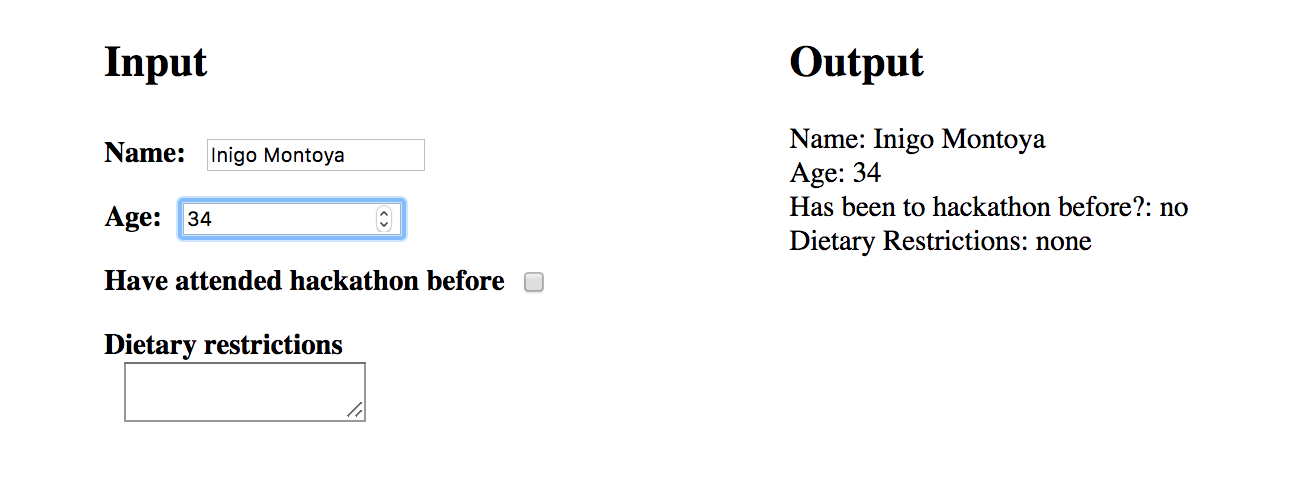 Input
Name: Inigo Montoya
Age: 34
Have attended hackathon before
Dietary restrictions
Output
Name: Inigo Montoya
Age: 34
Has been to hackathon before?: no
Dietary Restrictions: none